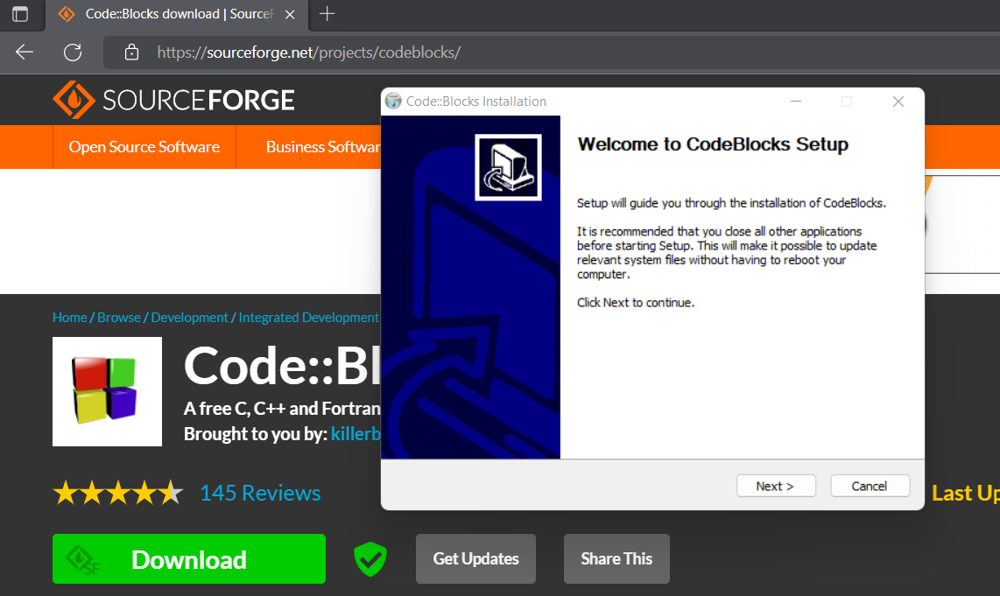 Code::Blocks download | Source
https://sourceforge.net/projects/codeblocks/
SOURCEFORGE
Open Source Software
Business Softwar
Code::Blocks Installation
Welcome to CodeBlocks Setup
Setup will guide you through the installation of CodeBlocks.
It is recommended that you close all other applications
before starting Setup. This will make it possible to update
relevant system files without having to reboot your
computer.
Click Next to continue.
Next >
Cancel
Home / Browse / Development / Integrated Development
Code::Bl
A free C, C++ and Fortran
Brought to you by: killerb
145 Reviews
Last Up
SF
Download
Get Updates
Share This